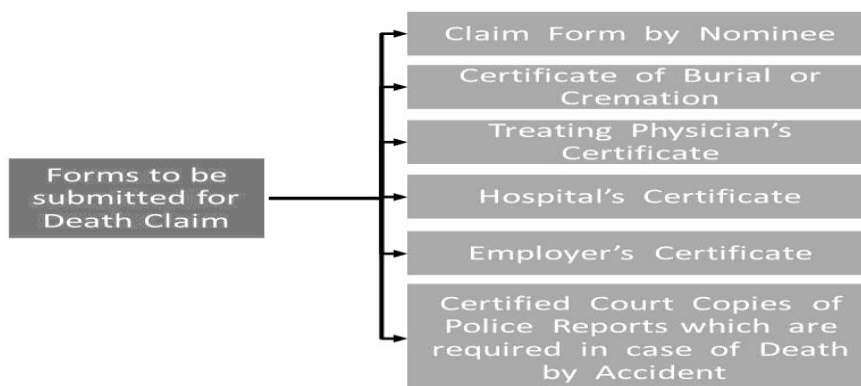 Forms to be
submitted for
Death Claim
Claim Form by Nominee
Certificate of Burial or
Cremation
Treating Physician's
Certificate
Hospital's Certificate
Employer's Certificate
Certified Court Copies of
Police Reports which are
required in case of Death
by Accident